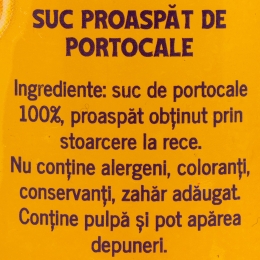 SUC PROASPĂT DE
PORTOCALE
Ingrediente: suc de portocale
100%, proaspăt obținut prin
stoarcere la rece.
Nu conține alergeni, coloranți,
conservanți, zahăr adăugat.
Conține pulpă și pot apărea
depuneri.